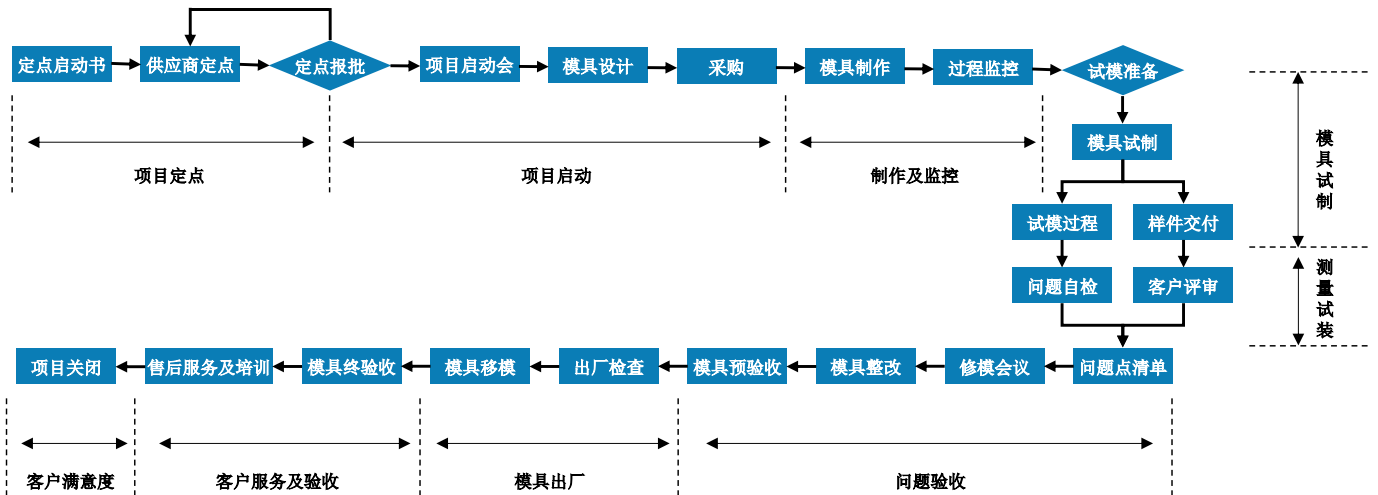 定点启动书
供应商定点
定点报批
项目启动会
模具设计
采购
模具制作
过程监控
试模准备
项目定点
项目启动
制作及监控
模具试制
模具试制
试模过程
样件交付
问题自检
客户评审
测量试装
项目关闭
售后服务及培训
模具终验收
模具移模
出厂检查
模具预验收
模具整改
修模会议
问题点清单
客户满意度
客户服务及验收
模具出厂
问题验收